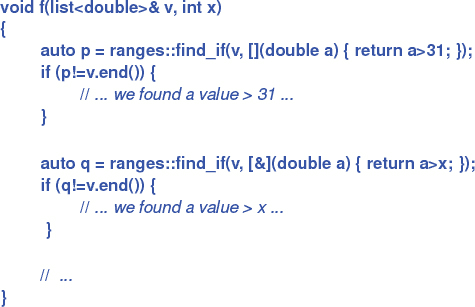 void f(list<double>& v, int x)
{
auto p = ranges::find_if(v, [](double a) { return a>31; });
if (p!=v.end()) {
// ... we found a value > 31 ...
}
auto q = ranges::find_if(v, [&](double a) { return a>x; });
if (q!=v.end()) {
// ... we found a value > x ...
}
// ...
}